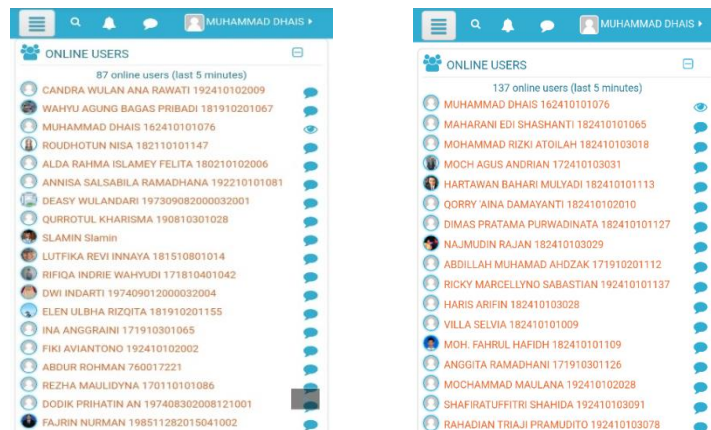 MUHAMMAD DHAIS
ONLINE USERS
87 online users (last 5 minutes)
CANDRA WULAN ANA RAWATI 192410102009
WAHYU AGUNG BAGAS PRIBADI 181910201067
MUHAMMAD DHAIS 162410101076
ROUDHOTUN NISA 182110101147
ALDA RAHMA ISLAMEY FELITA 180210102006
ANNISA SALSABILA RAMADHANA 192210101081
DEASY WULANDARI 197309082000032001
QURROTUL KHARISMA 190810301028
SLAMIN Slamin
LUTFIKA REVI INNAYA 181510801014
RIFIQA INDRIE WAHYUDI 171810401042
DWI INDARTI 197409012000032004
ELEN ULBHA RIZQITA 181910201155
INA ANGGRAINI 171910301065
FIKI AVIANTONO 192410102002
ABDUR ROHMAN 760017221
REZHA MAULIDYNA 170110101086
DODIK PRIHATIN AN 197408302008121001
FAJRIN NURMAN 198511282015041002
MUHAMMAD DHAIS
ONLINE USERS
137 online users (last 5 minutes)
MUHAMMAD DHAIS 162410101076
MAHARANI EDI SHASHANTI 182410101065
MOHAMMAD RIZKI ATOILAH 182410103018
MOCH AGUS ANDRIAN 172410103031
HARTAWAN BAHARI MULYADI 182410101113
QORRY 'AINA DAMAYANTI 182410102010
DIMAS PRATAMA PURWADINATA 182410101127
NAJMUDIN RAJAN 182410103029
ABDILLAH MUHAMAD AHDZAK 171910201112
RICKY MARCELLYNO SABASTIAN 192410101137
HARIS ARIFIN 182410103028
VILLA SELVIA 182410101009
MOH. FAHRUL HAFIDH 182410101109
ANGGITA RAMADHANI 171910301126
MOCHAMMAD MAULANA 192410102028
SHAFIRATUFFITRI SHAHIDA 192410103091
RAHADIAN TRIAJI PRAMUDITO 192410103078